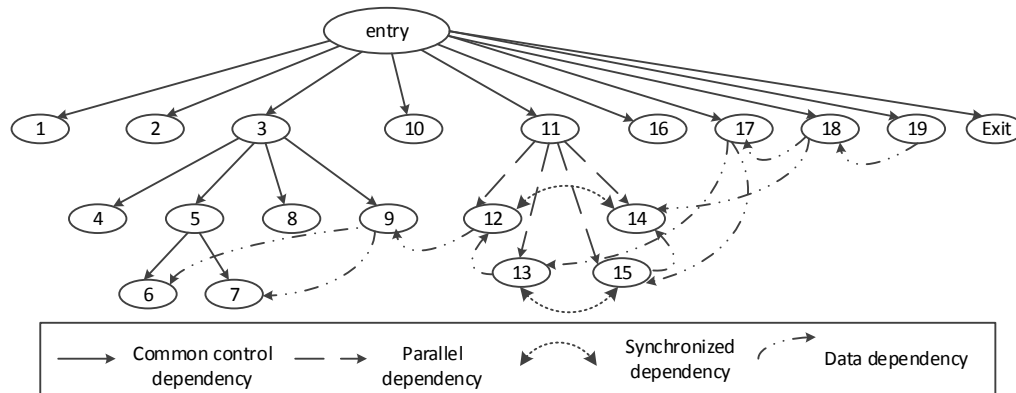 entry
1 2 3 10 11 16 17 18 19 Exit
4 5 8 9 12 14
13 15
6 7
Common control dependency
Parallel dependency
Synchronized dependency
Data dependency